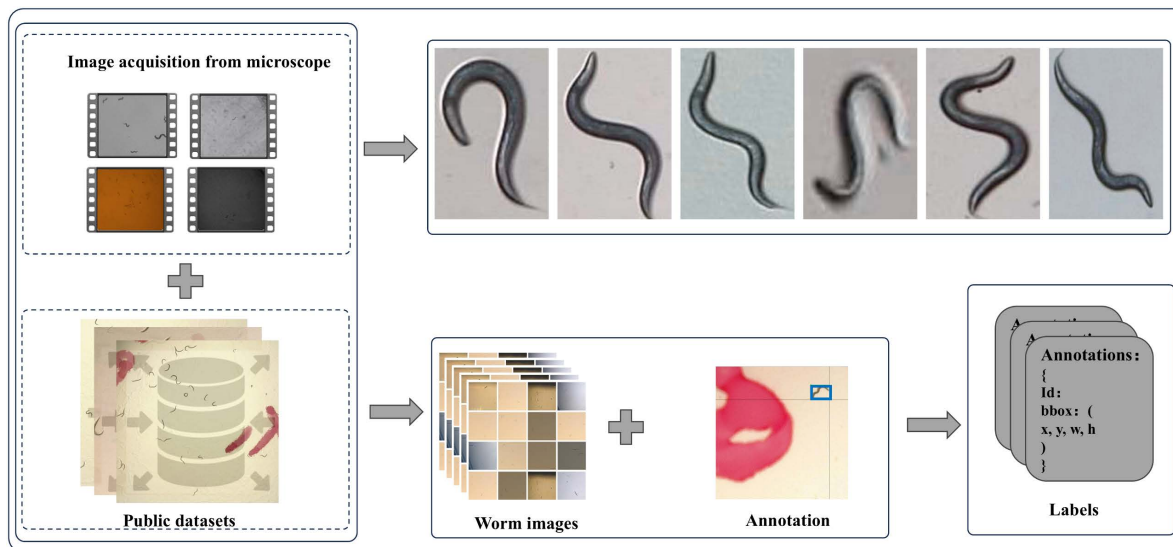 Image acquisition from microscope
Public datasets
Worm images
Annotation
Annotations:
{
Id:
bbox: (
x, y, w, h
)
}
Labels